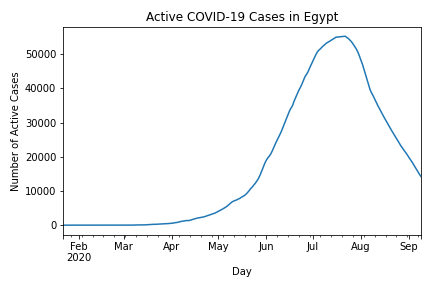 Active COVID-19 Cases in Egypt
Number of Active Cases
50000
40000
30000
20000
10000
0
Feb Mar Apr May Jun Jul Aug Sep
2020
Day